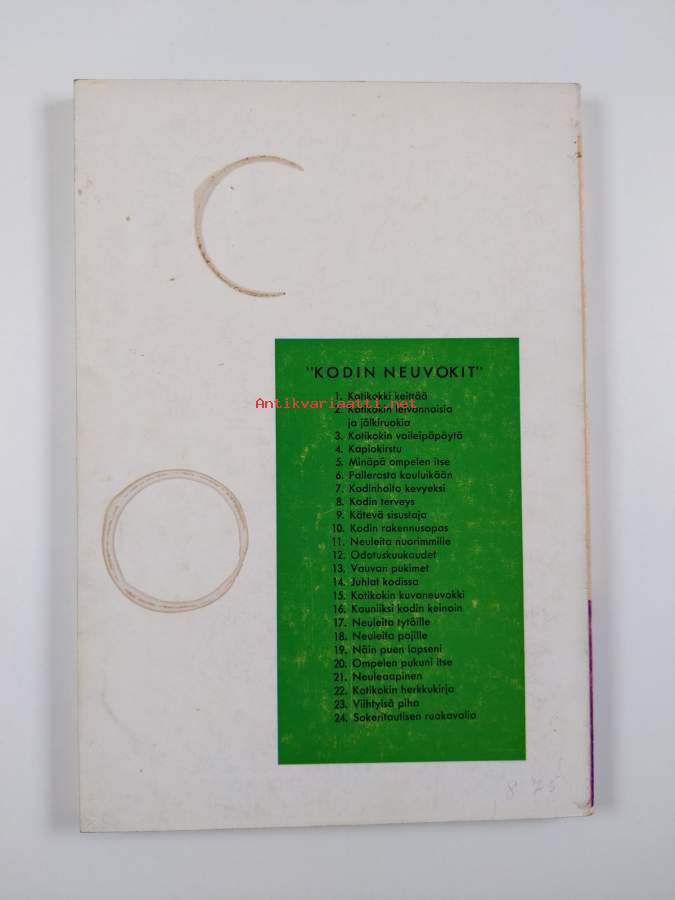 "KODIN NEUVOKIT"
1. Kotikokki keittää
Antikvariaatti.net
2. Kotikokin leivonnaisia
ja jälkiruokia
3. Kotikokin voileipäpöytä
4. Kapiokirstu
5. Minäpä ompelen itse
6. Pallerosta kouluikään
7. Kodinhoito kevyeksi
8. Kodin terveys
9. Kätevä sisustaja
10. Kodin rakennusopas
11. Neuleita nuorimmille
12. Odotuskuukaudet
13. Vauvan pukimet
14. Juhlat kodissa
15. Kotikokin kuvaneuvokki
16. Kauniiksi kodin keinoin
17. Neuleita tytöille
18. Neuleita pojille
19. Näin puen lapseni
20. Ompelen pukuni itse
21. Neuleaapinen
22. Kotikokin herkkukirja
23. Viihtyisä piha
24. Sokeritautisen ruokavalio